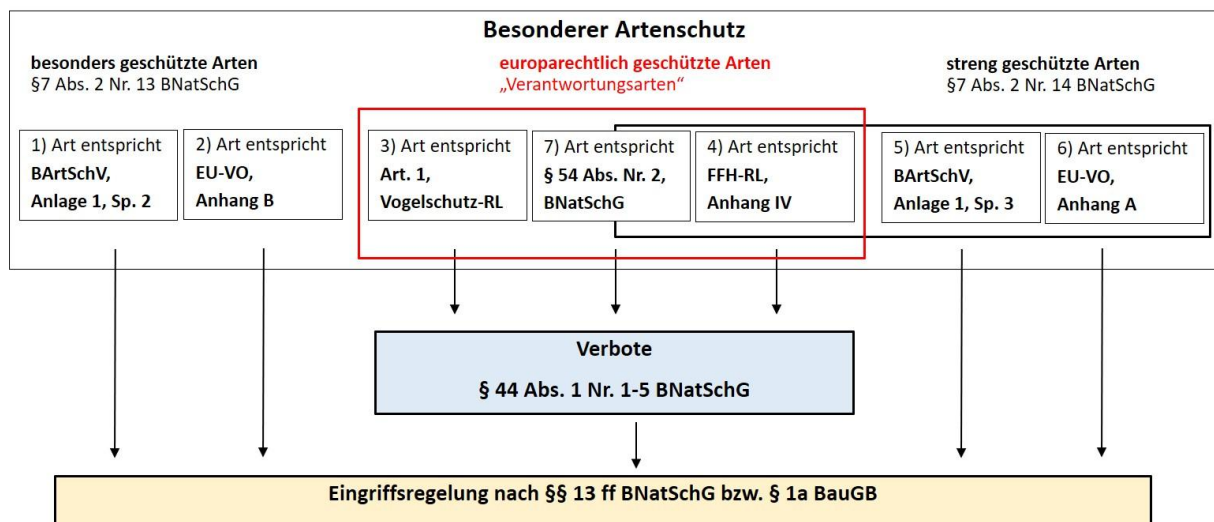 Besonderer Artenschutz
besonders geschützte Arten
§7 Abs. 2 Nr. 13 BNatSchG
europarechtlich geschützte Arten
„Verantwortungsarten“
streng geschützte Arten
§7 Abs. 2 Nr. 14 BNatSchG
1) Art entspricht
BArtSchV,
Anlage 1, Sp. 2
2) Art entspricht
EU-VO,
Anhang B
3) Art entspricht
Art. 1,
Vogelschutz-RL
7) Art entspricht
§ 54 Abs. Nr. 2,
BNatSchG
4) Art entspricht
FFH-RL,
Anhang IV
5) Art entspricht
BArtSchV,
Anlage 1, Sp. 3
6) Art entspricht
EU-VO,
Anhang A
Verbote
§ 44 Abs. 1 Nr. 1-5 BNatSchG
Eingriffsregelung nach §§ 13 ff BNatSchG bzw. § 1a BauGB